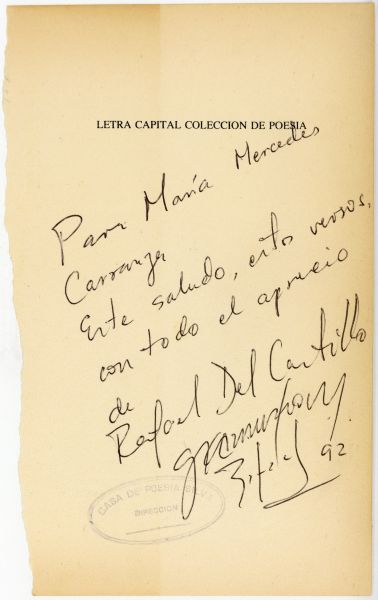 LETRA CAPITAL COLECCION DE POESIA
Para María Mercedes
Carranza
Este saludo, estos versos,
con todo el aprecio
de
Rafael Del Castillo
92
CASA DE POESIA SILVA
DIRECCION